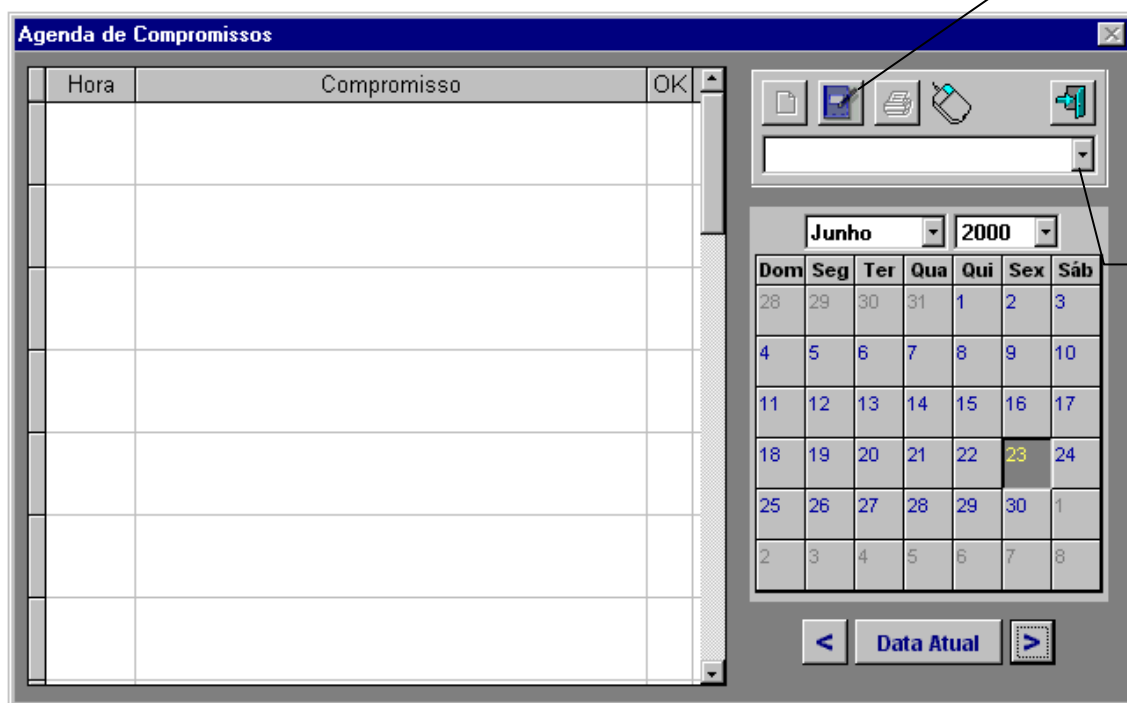 Agenda de Compromissos
Hora Compromisso OK
Junho 2000
Dom Seg Ter Qua Qui Sex Sáb
28 29 30 31 1 2 3
4 5 6 7 8 9 10
11 12 13 14 15 16 17
18 19 20 21 22 23 24
25 26 27 28 29 30 1
2 3 4 5 6 7 8
< Data Atual >